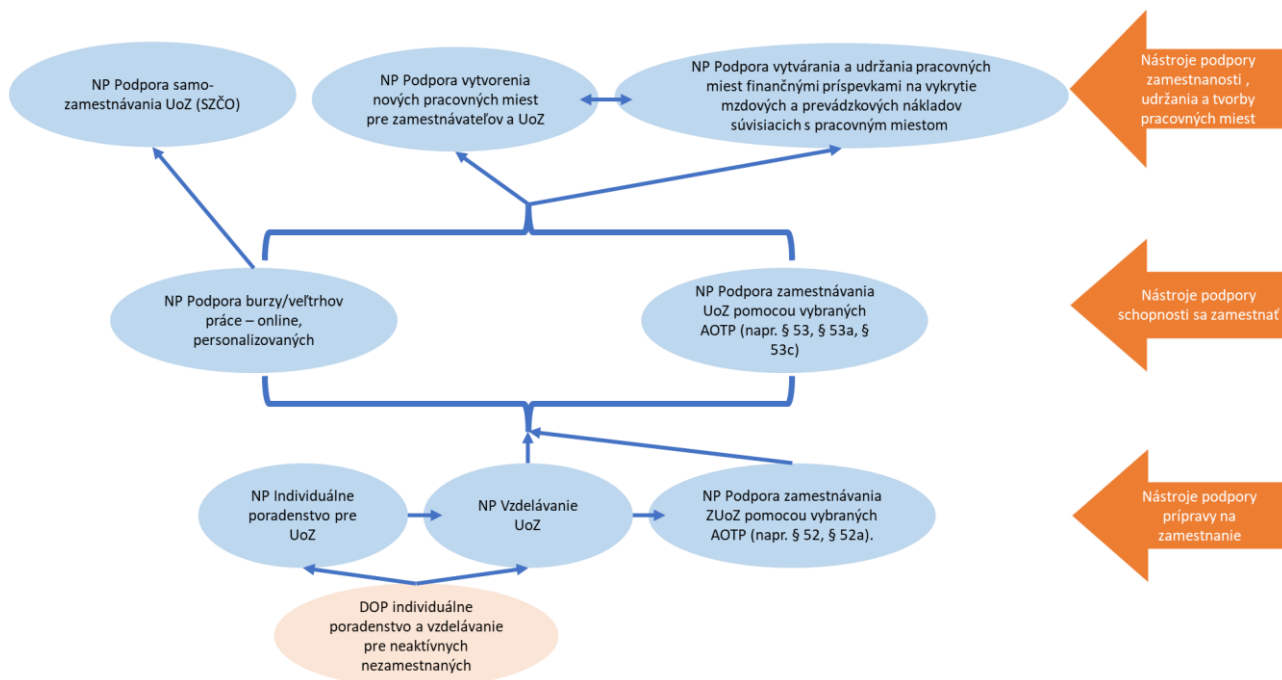 NP Podpora samo-
zamestnávania UoZ (SZČO)
NP Podpora vytvorenia
nových pracovných miest
pre zamestnávateľov a UoZ
NP Podpora vytvárania a udržania pracovných
miest finančnými príspevkami na vykrytie
mzdových a prevádzkových nákladov
súvisiacich s pracovným miestom
Nástroje podpory
zamestnanosti ,
udržania a tvorby
pracovných miest
NP Podpora burzy/veľtrhov
práce – online,
personalizovaných
NP Podpora zamestnávania
UoZ pomocou vybraných
AOTP (napr. § 53, § 53a, §
53c)
Nástroje podpory
schopnosti sa zamestnať
NP Individuálne
poradenstvo pre
UoZ
NP Vzdelávanie
UoZ
NP Podpora zamestnávania
ZUoZ pomocou vybraných
AOTP (napr. § 52, § 52a).
Nástroje podpory
prípravy na
zamestnanie
DOP individuálne
poradenstvo a vzdelávanie
pre neaktívnych
nezamestnaných